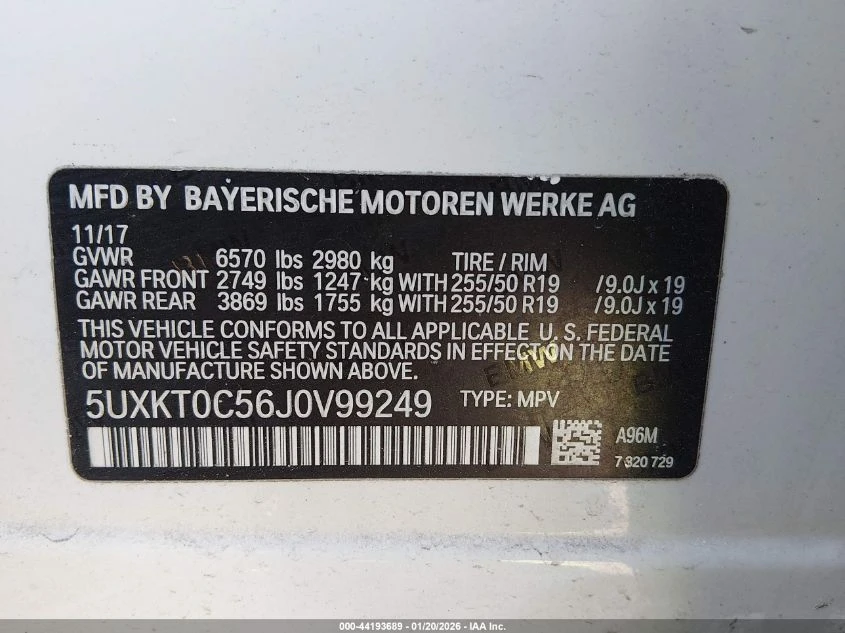 MFD BY BAYERISCHE MOTOREN WERKE AG
11/17
GVWR 6570 lbs 2980 kg TIRE / RIM
GAWR FRONT 2749 lbs 1247 kg WITH 255/50 R19 /9.0J x 19
GAWR REAR 3869 lbs 1755 kg WITH 255/50 R19 /9.0J x 19
THIS VEHICLE CONFORMS TO ALL APPLICABLE U. S. FEDERAL
MOTOR VEHICLE SAFETY STANDARDS IN EFFECT ON THE DATE
OF MANUFACTURE SHOWN ABOVE.
5UXKT0C56J0V99249 TYPE: MPV
A96M
7 320 729
000-44193689 - 01/20/2026 - IAA Inc.